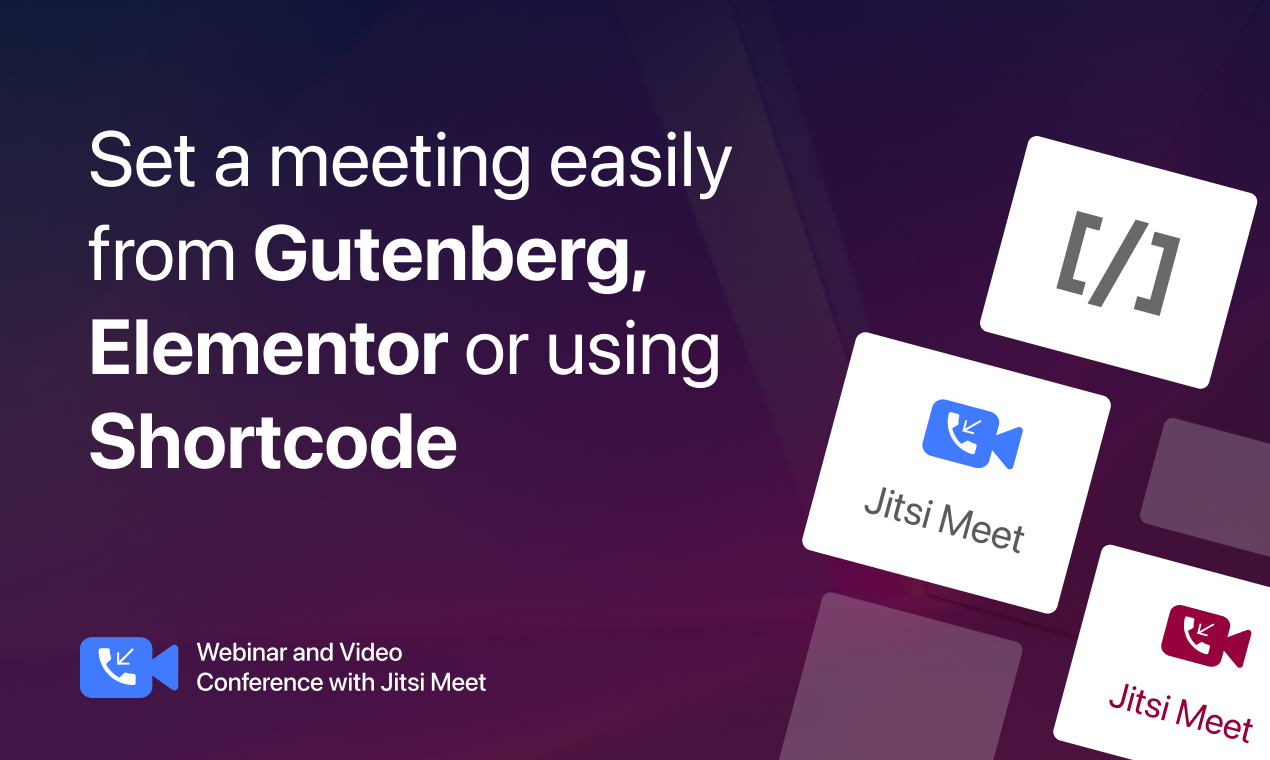 Set a meeting easily
from Gutenberg,
Elementor or using
Shortcode
[/]
Jitsi Meet
Jitsi Meet
Webinar and Video
Conference with Jitsi Meet